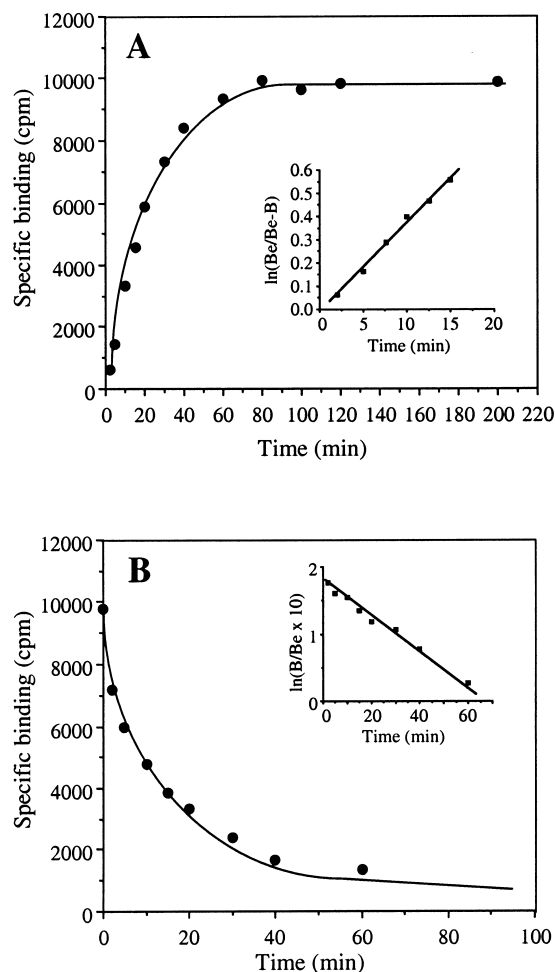 12000
A
10000
8000
6000
4000
2000
0
Specific binding (cpm)
0.6
0.5
0.4
0.3
0.2
0.1
0.0
ln(Be/Be-B)
0 5 10 15 20
Time (min)
0 20 40 60 80 100 120 140 160 180 200 220
Time (min)
12000
B
10000
8000
6000
4000
2000
0
Specific binding (cpm)
2
1
0
ln(B/Be x 10)
0 20 40 60
Time (min)
0 20 40 60 80 100
Time (min)